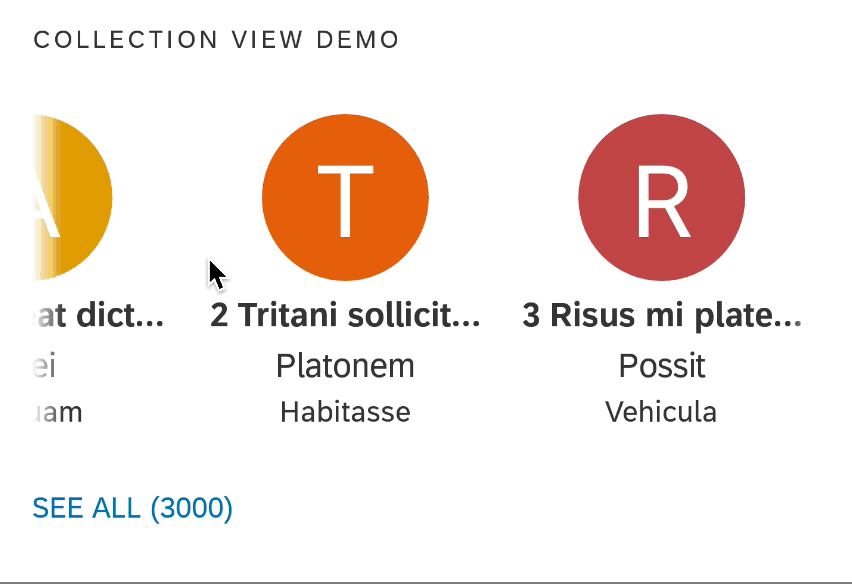 COLLECTION VIEW DEMO
A T R
at dict... 2 Tritani sollicit... 3 Risus mi plate...
ei Platonem Possit
uam Habitasse Vehicula
SEE ALL (3000)